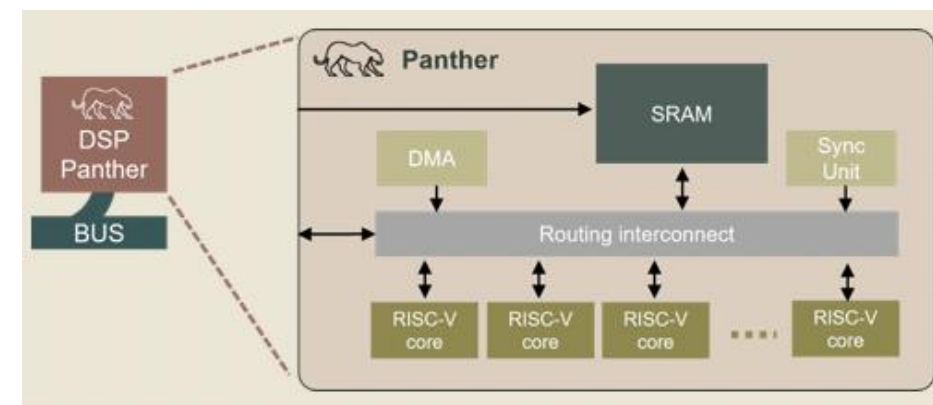 Panther
DSP
Panther
BUS
SRAM
DMA
Sync
Unit
Routing interconnect
RISC-V
core
RISC-V
core
RISC-V
core
RISC-V
core